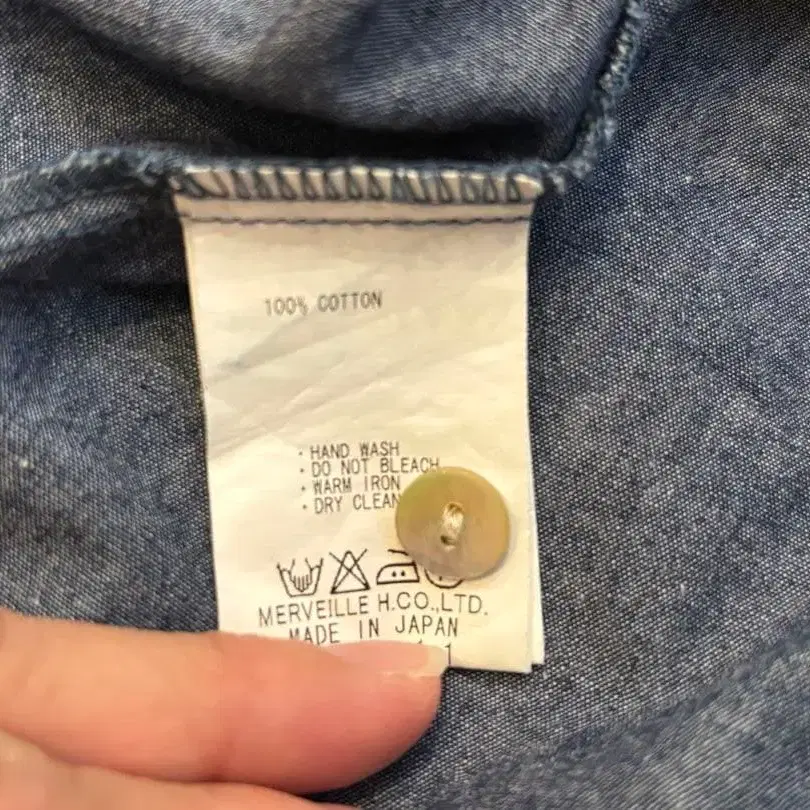 100% COTTON
· HAND WASH
· DO NOT BLEACH
· WARM IRON
· DRY CLEAN
MERVEILLE H.CO.,LTD.
MADE IN JAPAN